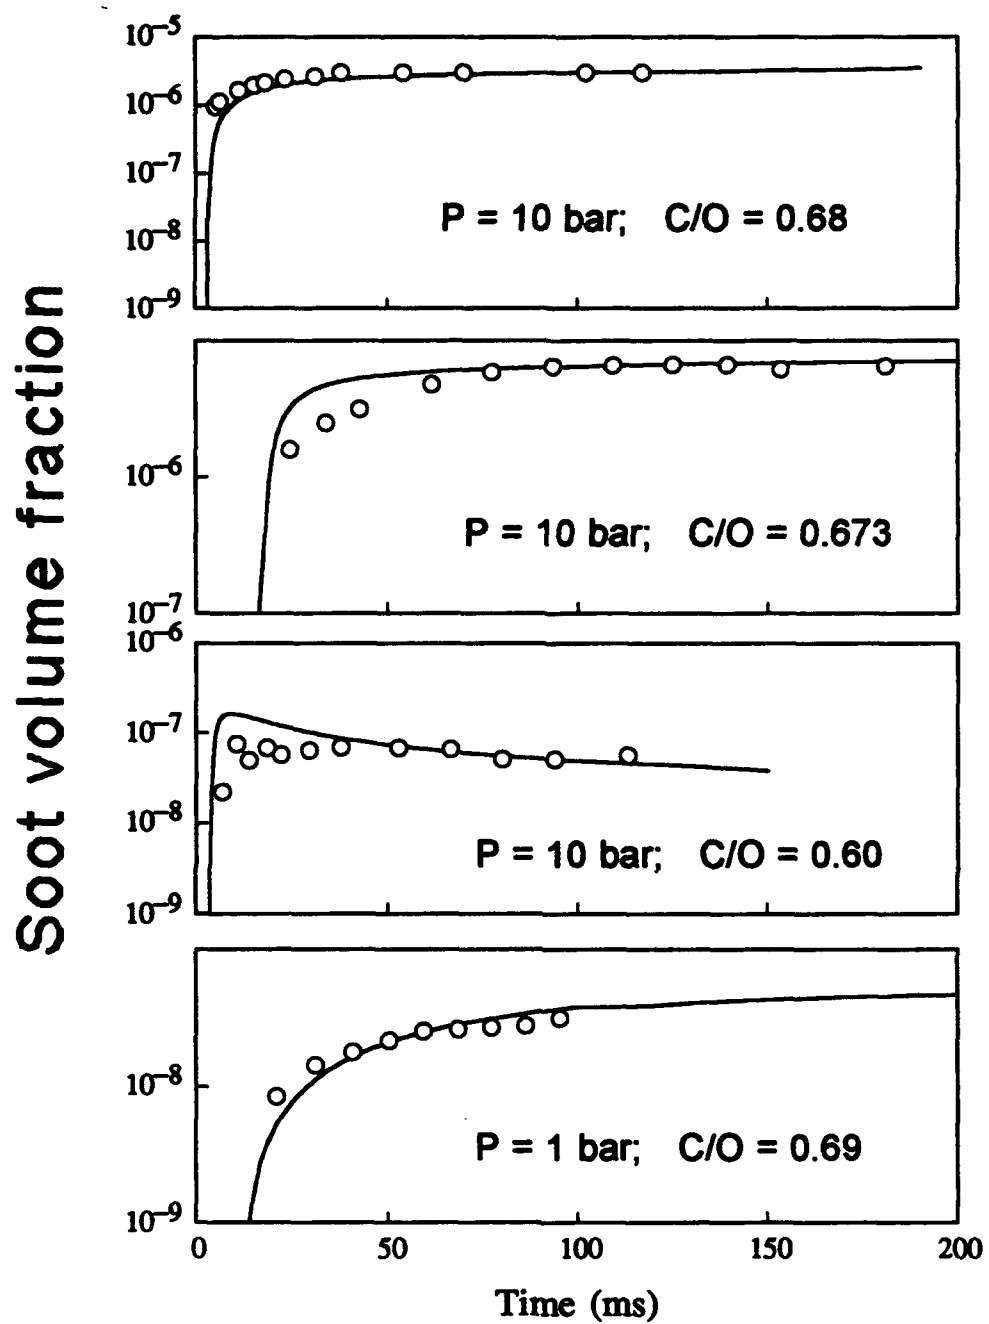 Soot volume fraction
10⁻⁵
10⁻⁶
10⁻⁷
10⁻⁸
10⁻⁹
P = 10 bar; C/O = 0.68
10⁻⁶
10⁻⁷
P = 10 bar; C/O = 0.673
10⁻⁶
10⁻⁷
10⁻⁸
10⁻⁹
P = 10 bar; C/O = 0.60
10⁻⁸
10⁻⁹
P = 1 bar; C/O = 0.69
0 50 100 150 200
Time (ms)